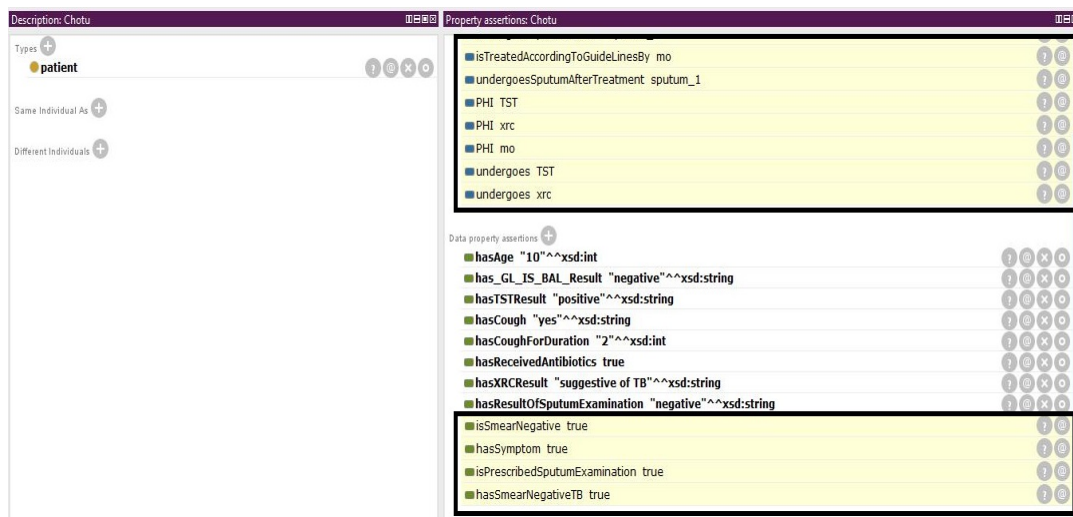 Description: Chotu
Types
patient
Same Individual As
Different Individuals
Property assertions: Chotu
isTreatedAccordingToGuideLinesBy mo
undergoesSputumAfterTreatment sputum_1
PHI TST
PHI xrc
PHI mo
undergoes TST
undergoes xrc
Data property assertions
hasAge "10"^^xsd:int
has_GL_IS_BAL_Result "negative"^^xsd:string
hasTSTResult "positive"^^xsd:string
hasCough "yes"^^xsd:string
hasCoughForDuration "2"^^xsd:int
hasReceivedAntibiotics true
hasXRCResult "suggestive of TB"^^xsd:string
hasResultOfSputumExamination "negative"^^xsd:string
isSmearNegative true
hasSymptom true
isPrescribedSputumExamination true
hasSmearNegativeTB true